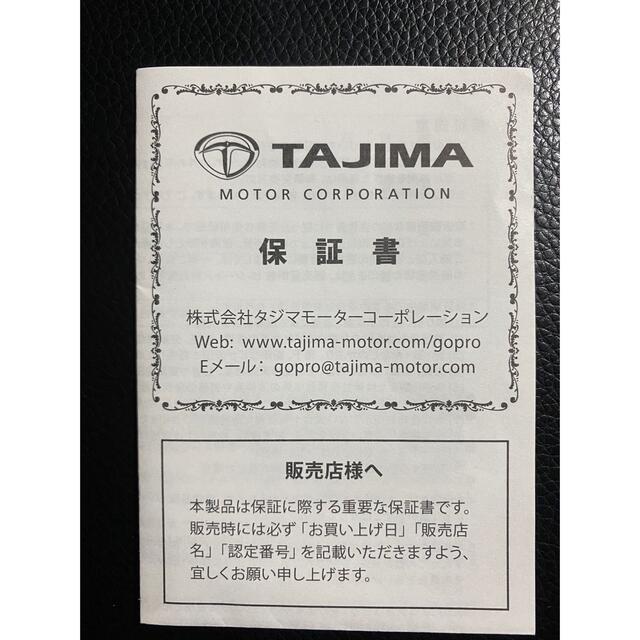 TAJIMA
MOTOR CORPORATION
保証書
株式会社タジマモーターコーポレーション
Web: www.tajima-motor.com/gopro
Eメール： gopro@tajima-motor.com
販売店様へ
本製品は保証に際する重要な保証書です。
販売時には必ず「お買い上げ日」「販売店
名」「認定番号」を記載いただきますよう、
宜しくお願い申し上げます。